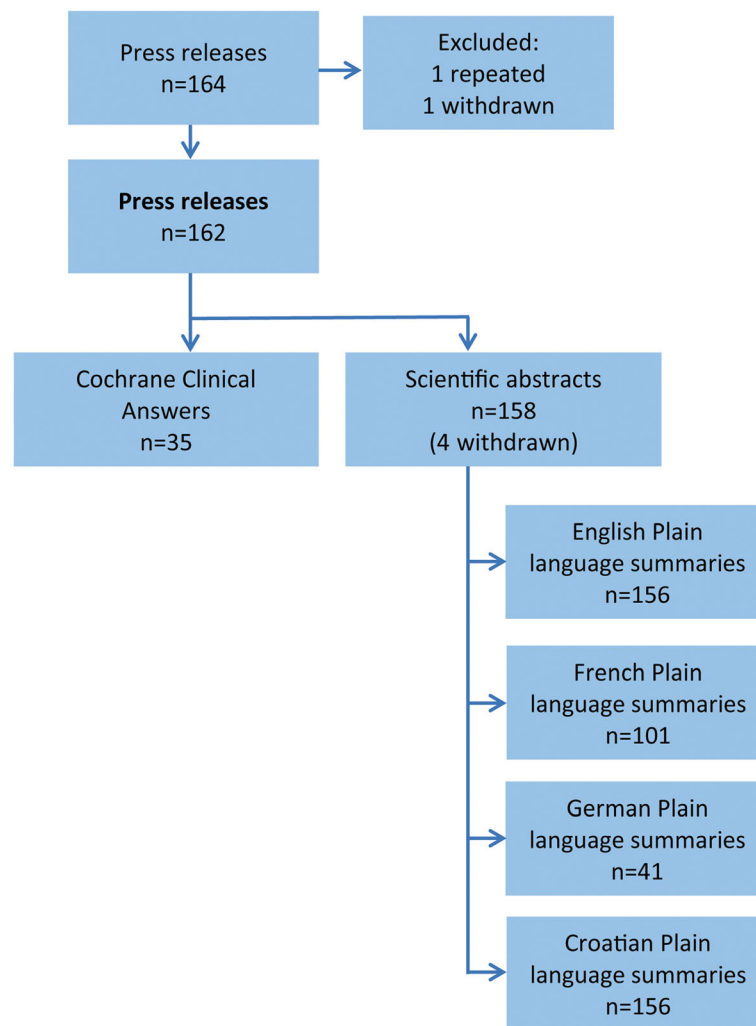 Press releases
n=164
Excluded:
1 repeated
1 withdrawn
Press releases
n=162
Cochrane Clinical
Answers
n=35
Scientific abstracts
n=158
(4 withdrawn)
English Plain
language summaries
n=156
French Plain
language summaries
n=101
German Plain
language summaries
n=41
Croatian Plain
language summaries
n=156